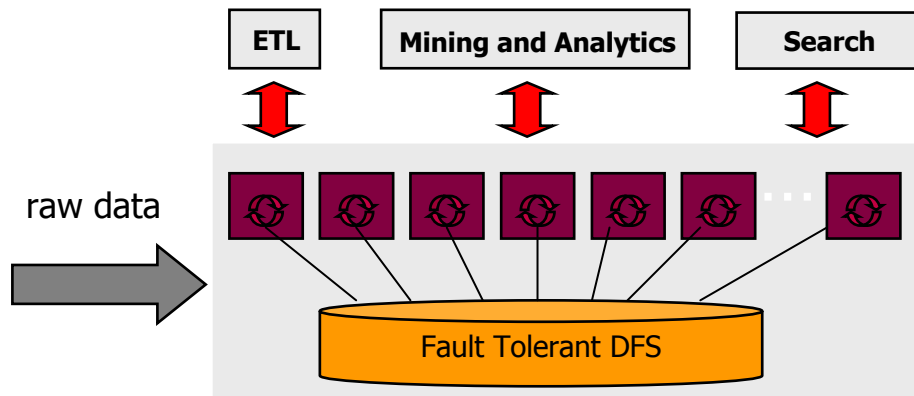 ETL
Mining and Analytics
Search
raw data
...
Fault Tolerant DFS